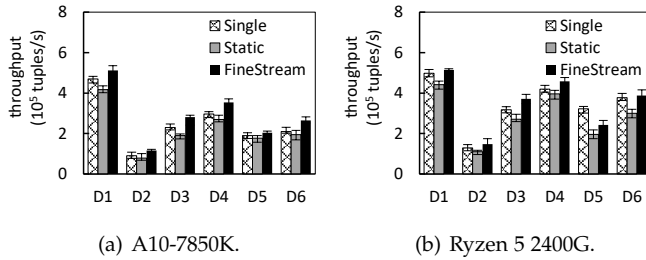 throughput
(10⁵ tuples/s)
8
6
4
2
0
Single
Static
FineStream
D1 D2 D3 D4 D5 D6
(a) A10-7850K.
throughput
(10⁵ tuples/s)
8
6
4
2
0
Single
Static
FineStream
D1 D2 D3 D4 D5 D6
(b) Ryzen 5 2400G.